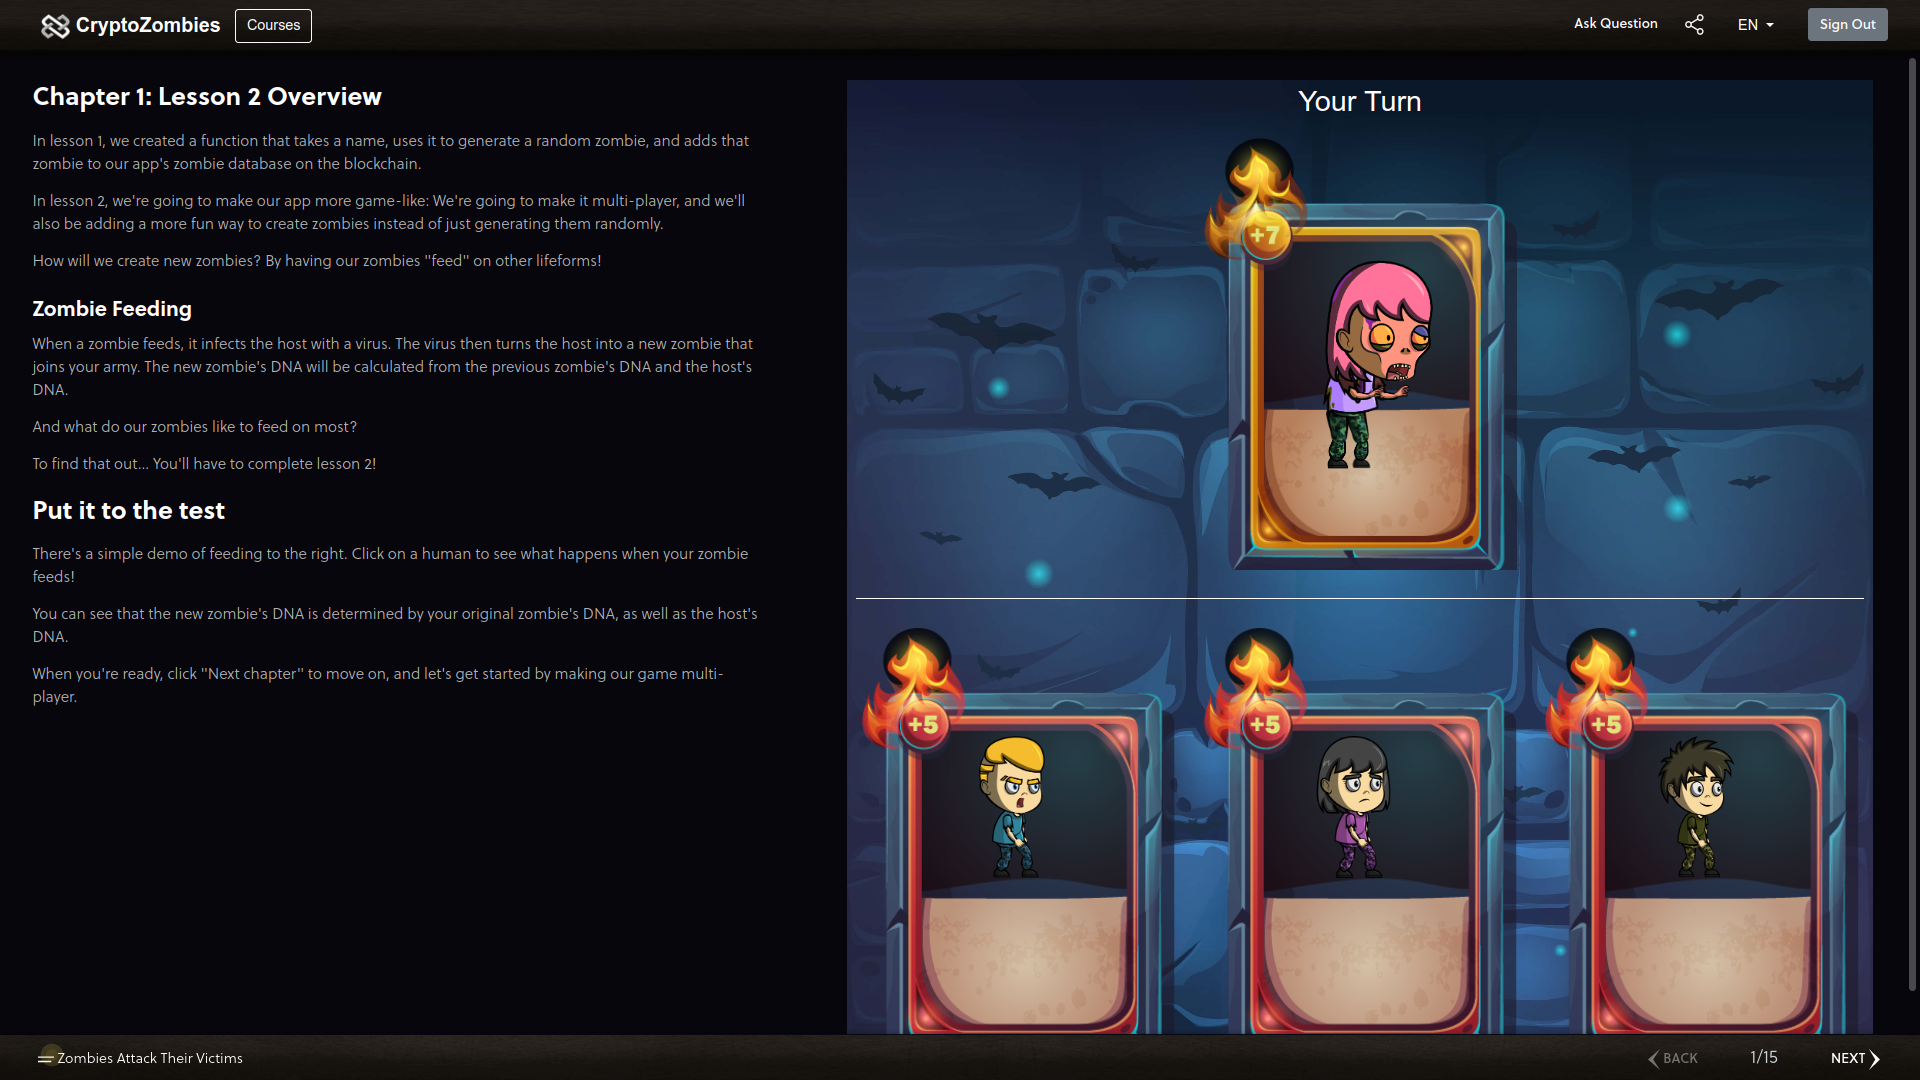 CryptoZombies
Courses
Ask Question
EN
Sign Out
Chapter 1: Lesson 2 Overview
In lesson 1, we created a function that takes a name, uses it to generate a random zombie, and adds that
zombie to our app's zombie database on the blockchain.
In lesson 2, we're going to make our app more game-like: We're going to make it multi-player, and we'll
also be adding a more fun way to create zombies instead of just generating them randomly.
How will we create new zombies? By having our zombies "feed" on other lifeforms!
Zombie Feeding
When a zombie feeds, it infects the host with a virus. The virus then turns the host into a new zombie that
joins your army. The new zombie's DNA will be calculated from the previous zombie's DNA and the host's
DNA.
And what do our zombies like to feed on most?
To find that out... You'll have to complete lesson 2!
Put it to the test
There's a simple demo of feeding to the right. Click on a human to see what happens when your zombie
feeds!
You can see that the new zombie's DNA is determined by your original zombie's DNA, as well as the host's
DNA.
When you're ready, click "Next chapter" to move on, and let's get started by making our game multi-
player.
Your Turn
+7
+5
+5
+5
Zombies Attack Their Victims
BACK
1/15
NEXT